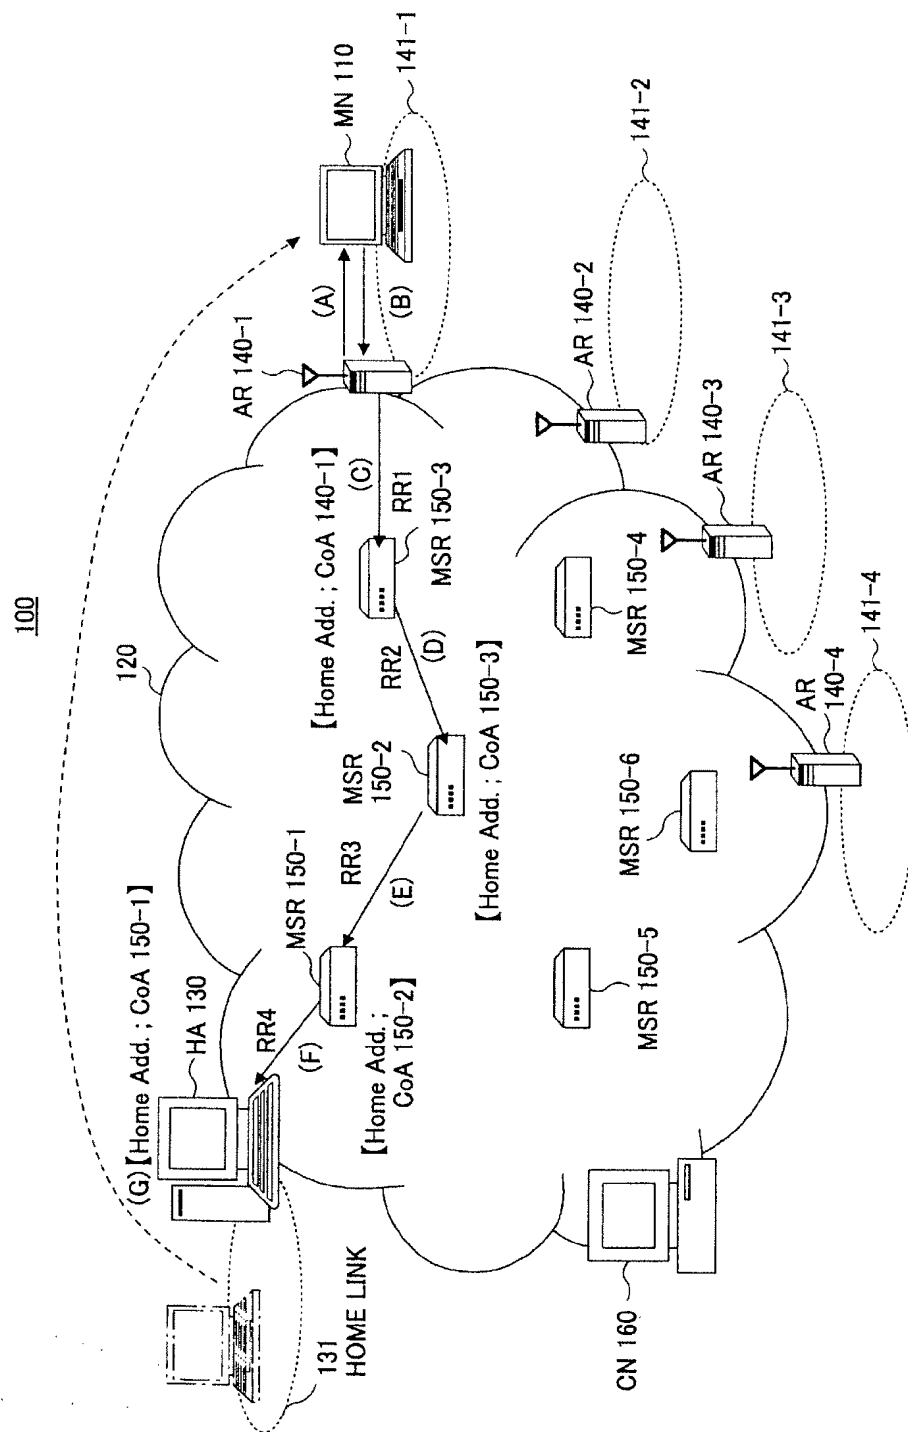 100
120
MN 110
141-1
(A)
(B)
AR 140-1
(C)
RR1
MSR 150-3
【Home Add. ; CoA 140-1】
RR2
(D)
MSR
150-2
【Home Add. ; CoA 150-3】
RR3
(E)
MSR 150-1
【Home Add. ;
CoA 150-2】
RR4
(F)
(G)【Home Add. ; CoA 150-1】
HA 130
131
HOME LINK
141-2
AR 140-2
141-3
AR 140-3
MSR 150-4
141-4
AR
140-4
MSR 150-6
MSR 150-5
CN 160